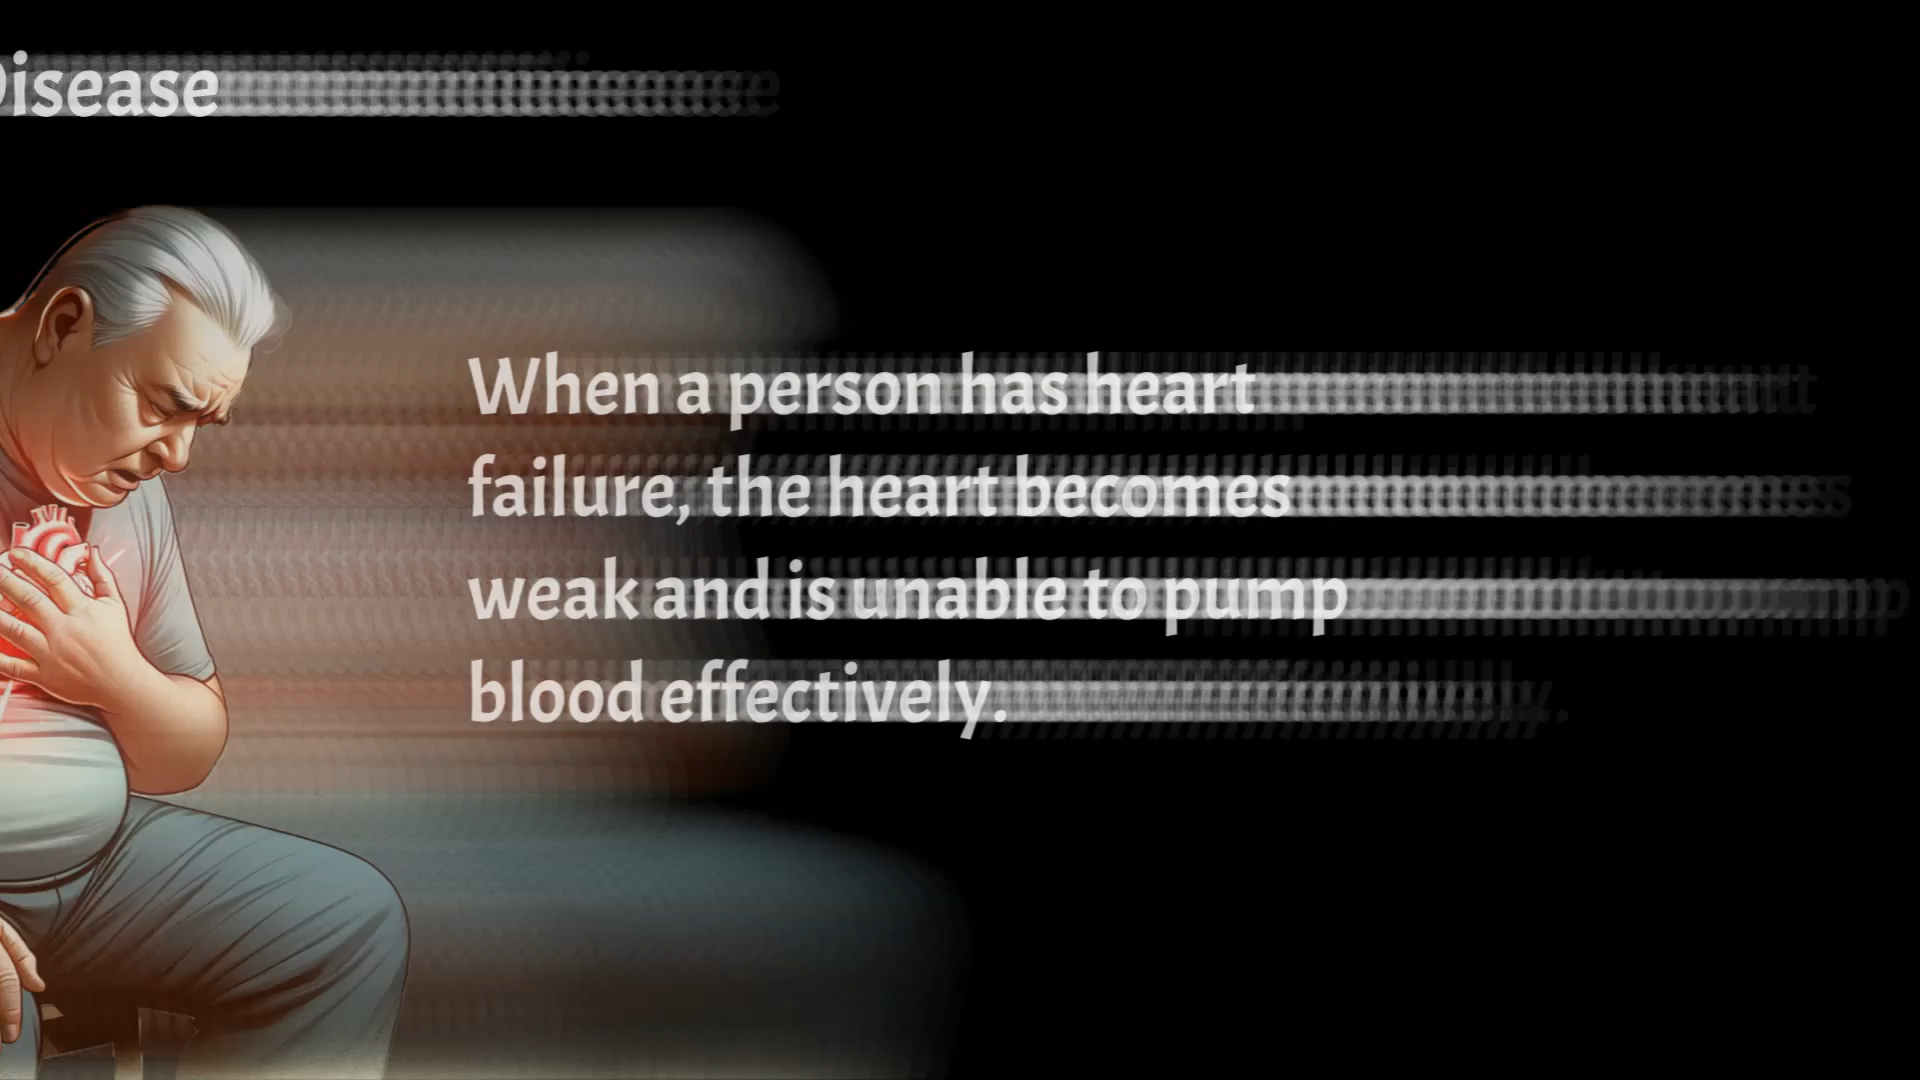 Disease
When a person has heart
failure, the heart becomes
weak and is unable to pump
blood effectively.